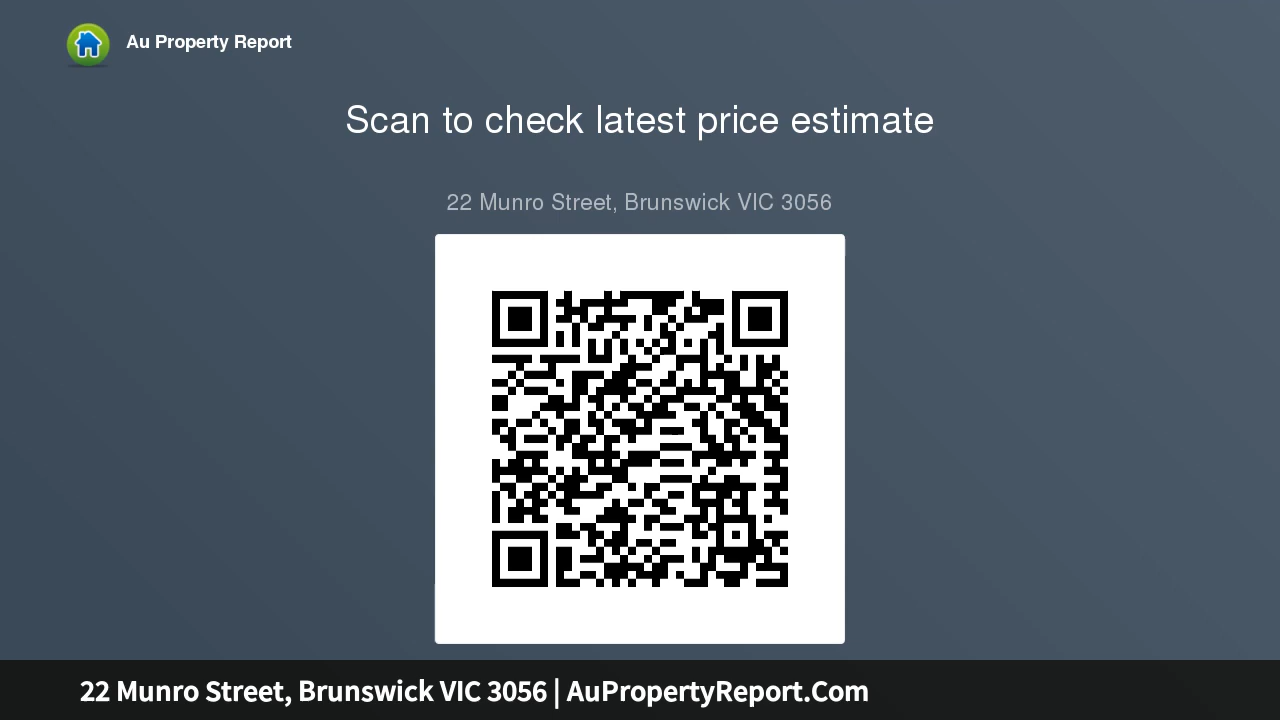 Au Property Report
Scan to check latest price estimate
22 Munro Street, Brunswick VIC 3056
22 Munro Street, Brunswick VIC 3056 | AuPropertyReport.Com